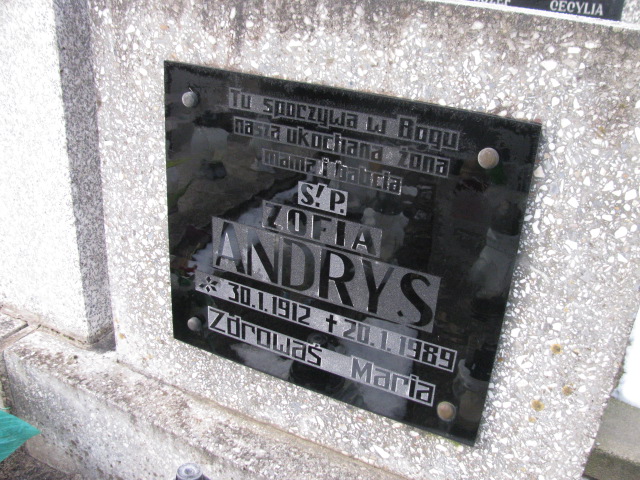 CECYLIA
Tu spoczywa w Bogu
nasza ukochana żona
mama i babcia
Ś.P.
ZOFIA
ANDRYS
* 30.1.1912 ✝ 20.1.1989
Zdrowaś Maria